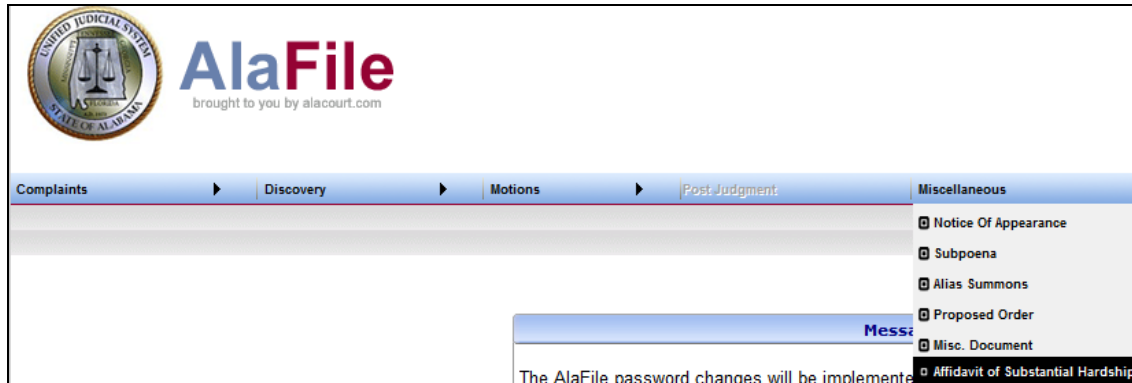 UNIFIED JUDICIAL SYSTEM
STATE OF ALABAMA
AlaFile
brought to you by alacourt.com
Complaints
Discovery
Motions
Post Judgment
Miscellaneous
Notice Of Appearance
Subpoena
Alias Summons
Proposed Order
Misc. Document
Affidavit of Substantial Hardship
Messa
The AlaFile password changes will be implemente